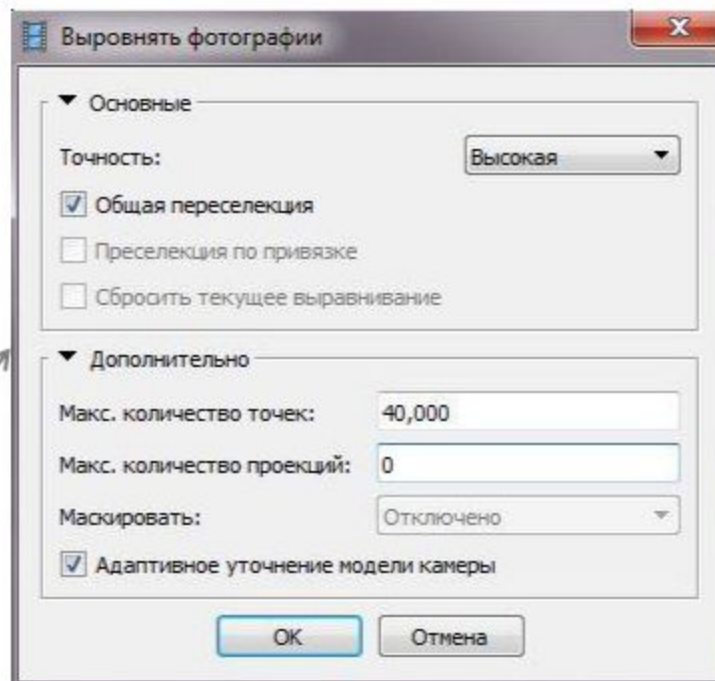 Выровнять фотографии
Основные
Точность: Высокая
Общая переселекция
Преселекция по привязке
Сбросить текущее выравнивание
Дополнительно
Макс. количество точек: 40,000
Макс. количество проекций: 0
Маскировать: Отключено
Адаптивное уточнение модели камеры
OK Отмена